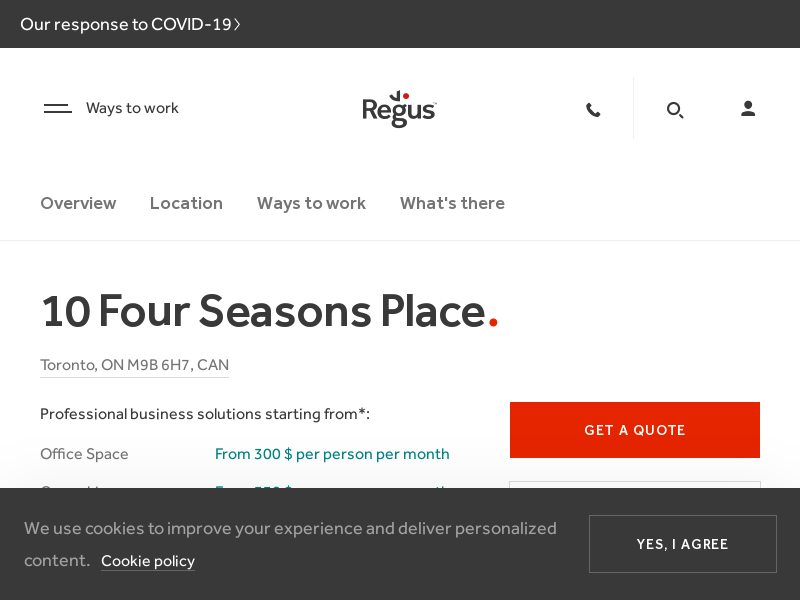 Our response to COVID-19
Ways to work
Regus
Overview
Location
Ways to work
What's there
10 Four Seasons Place.
Toronto, ON M9B 6H7, CAN
Professional business solutions starting from*:
GET A QUOTE
Office Space
From 300 $ per person per month
We use cookies to improve your experience and deliver personalized
content. Cookie policy
YES, I AGREE